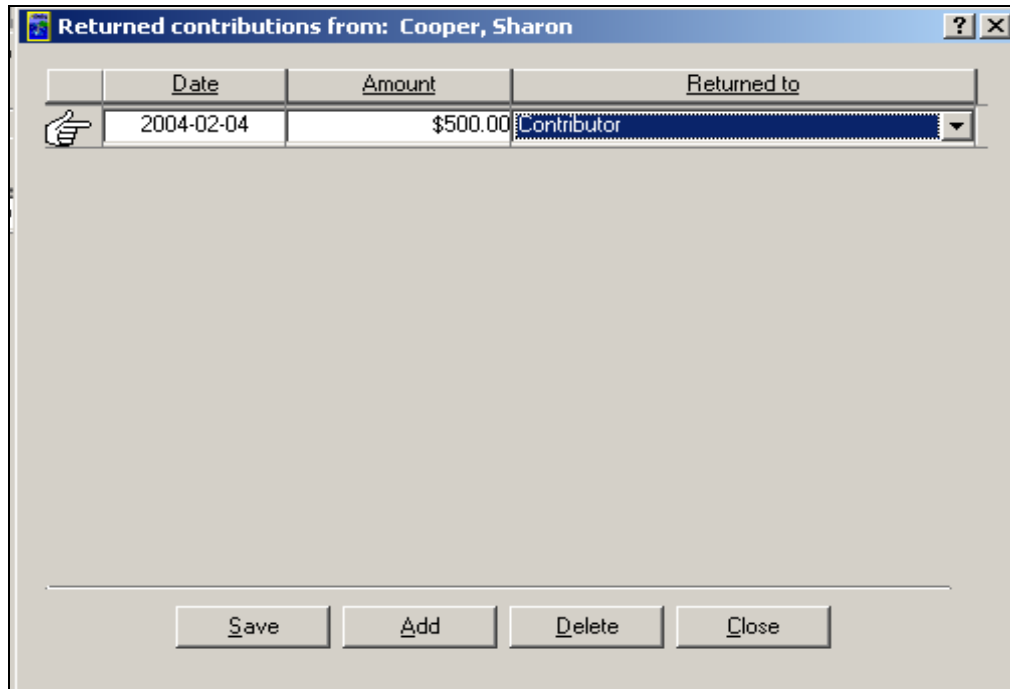 Returned contributions from: Cooper, Sharon ?
Date Amount Returned to
2004-02-04 $500.00 Contributor
Save Add Delete Close